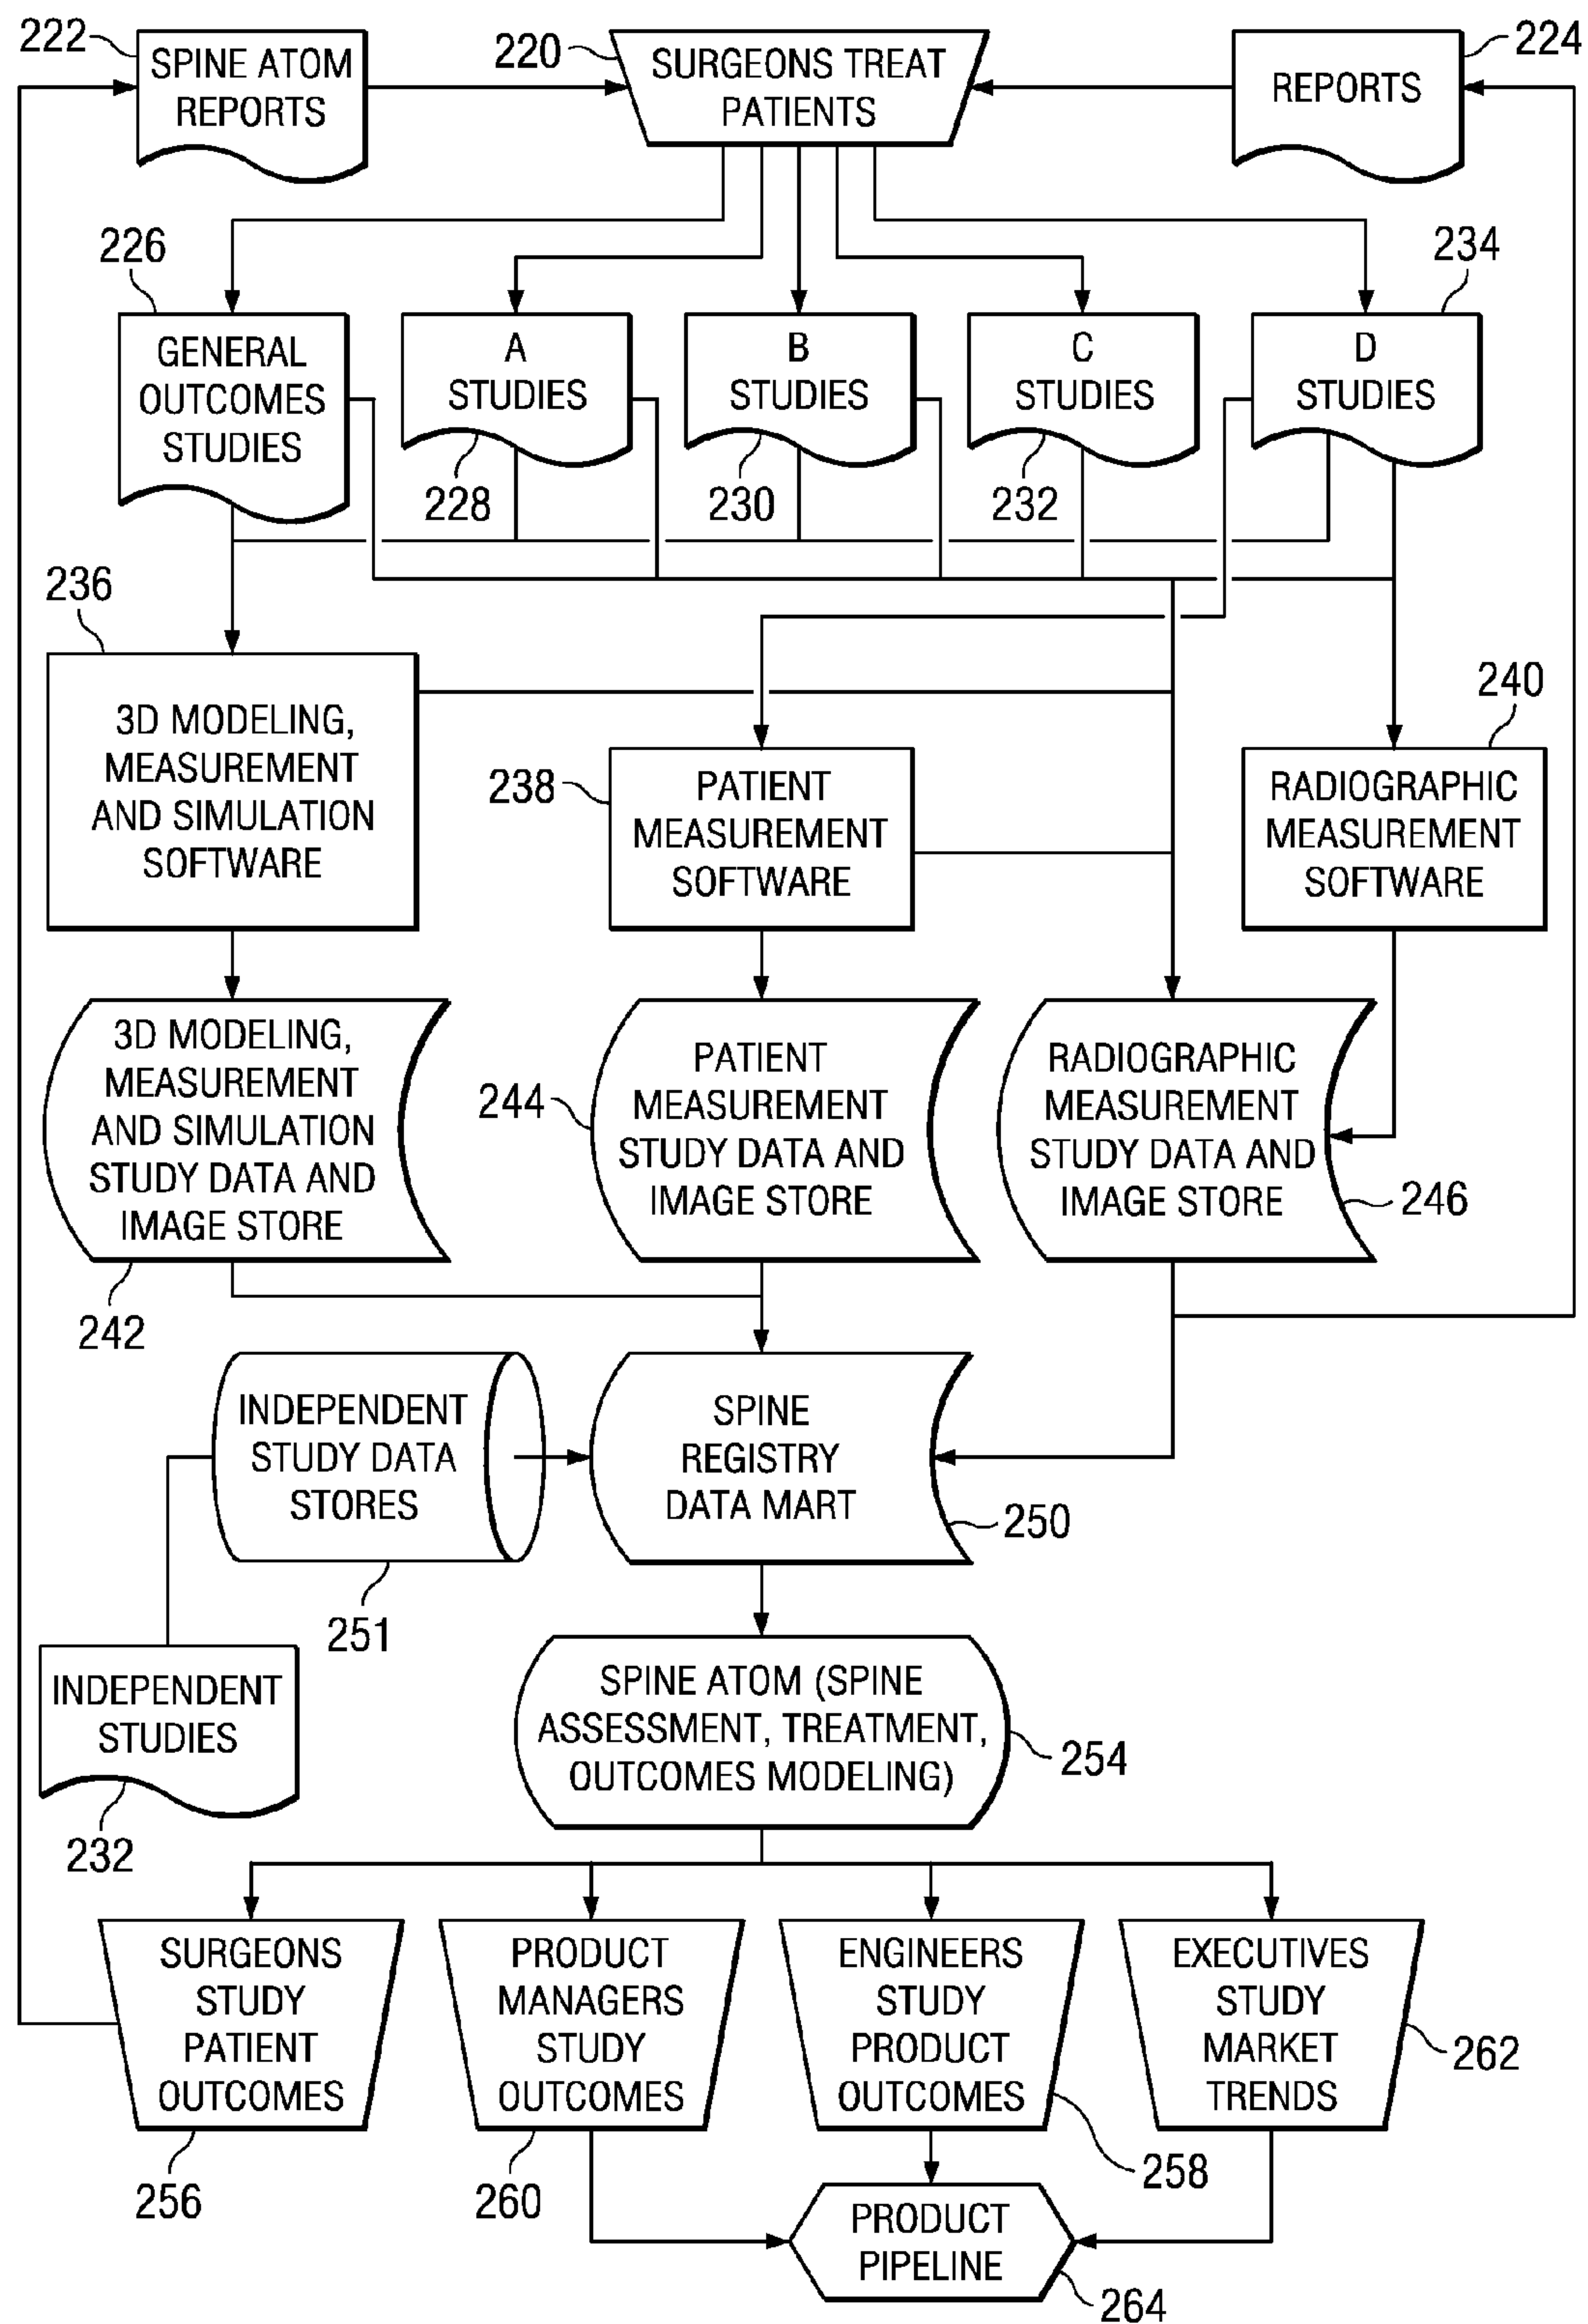 222
SPINE ATOM
REPORTS
220
SURGEONS TREAT
PATIENTS
REPORTS
224
226
GENERAL
OUTCOMES
STUDIES
A
STUDIES
228
B
STUDIES
230
C
STUDIES
232
234
D
STUDIES
236
3D MODELING,
MEASUREMENT
AND SIMULATION
SOFTWARE
238
PATIENT
MEASUREMENT
SOFTWARE
240
RADIOGRAPHIC
MEASUREMENT
SOFTWARE
3D MODELING,
MEASUREMENT
AND SIMULATION
STUDY DATA AND
IMAGE STORE
242
244
PATIENT
MEASUREMENT
STUDY DATA AND
IMAGE STORE
RADIOGRAPHIC
MEASUREMENT
STUDY DATA AND
IMAGE STORE
246
INDEPENDENT
STUDY DATA
STORES
251
SPINE
REGISTRY
DATA MART
250
INDEPENDENT
STUDIES
232
SPINE ATOM (SPINE
ASSESSMENT, TREATMENT,
OUTCOMES MODELING)
254
SURGEONS
STUDY
PATIENT
OUTCOMES
256
PRODUCT
MANAGERS
STUDY
OUTCOMES
260
ENGINEERS
STUDY
PRODUCT
OUTCOMES
258
EXECUTIVES
STUDY
MARKET
TRENDS
262
PRODUCT
PIPELINE
264